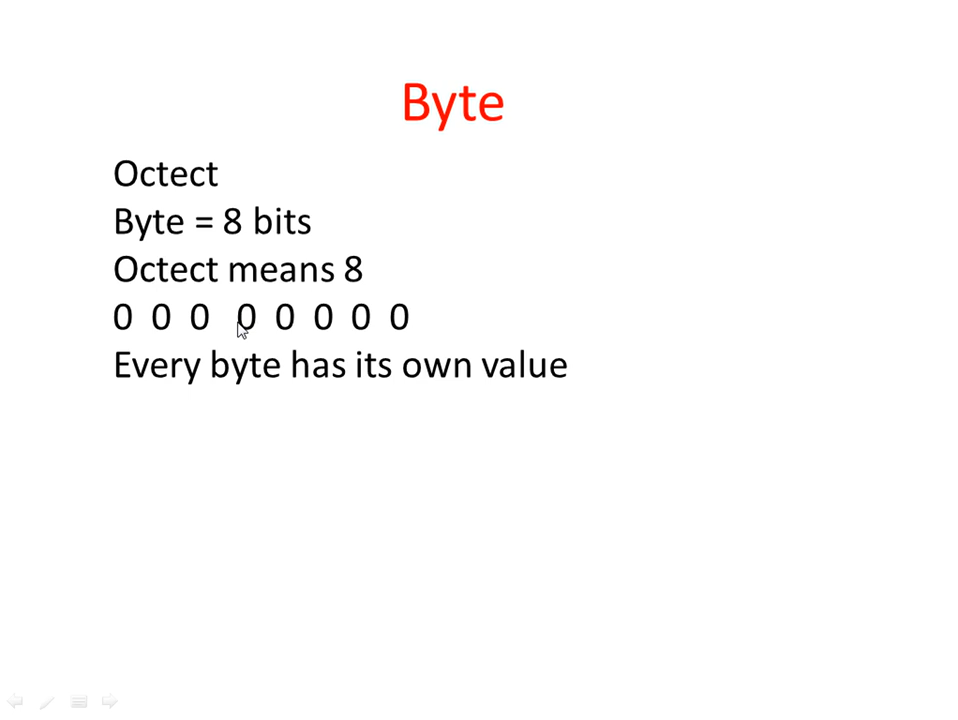 Byte
Octect
Byte = 8 bits
Octect means 8
0 0 0 0 0 0 0 0
Every byte has its own value